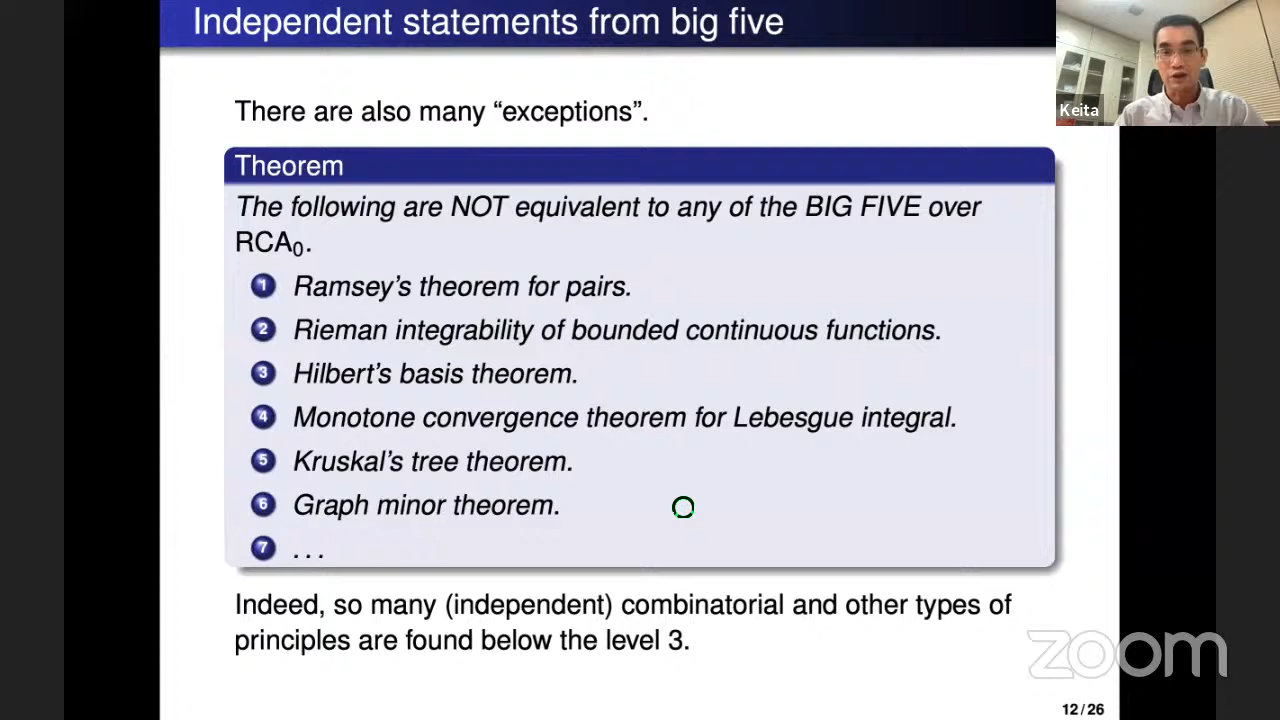 Independent statements from big five
Keita
There are also many “exceptions”.
Theorem
The following are NOT equivalent to any of the BIG FIVE over
RCA₀.
1 Ramsey’s theorem for pairs.
2 Rieman integrability of bounded continuous functions.
3 Hilbert’s basis theorem.
4 Monotone convergence theorem for Lebesgue integral.
5 Kruskal’s tree theorem.
6 Graph minor theorem.
7 ...
Indeed, so many (independent) combinatorial and other types of
principles are found below the level 3.
zoom
12/26